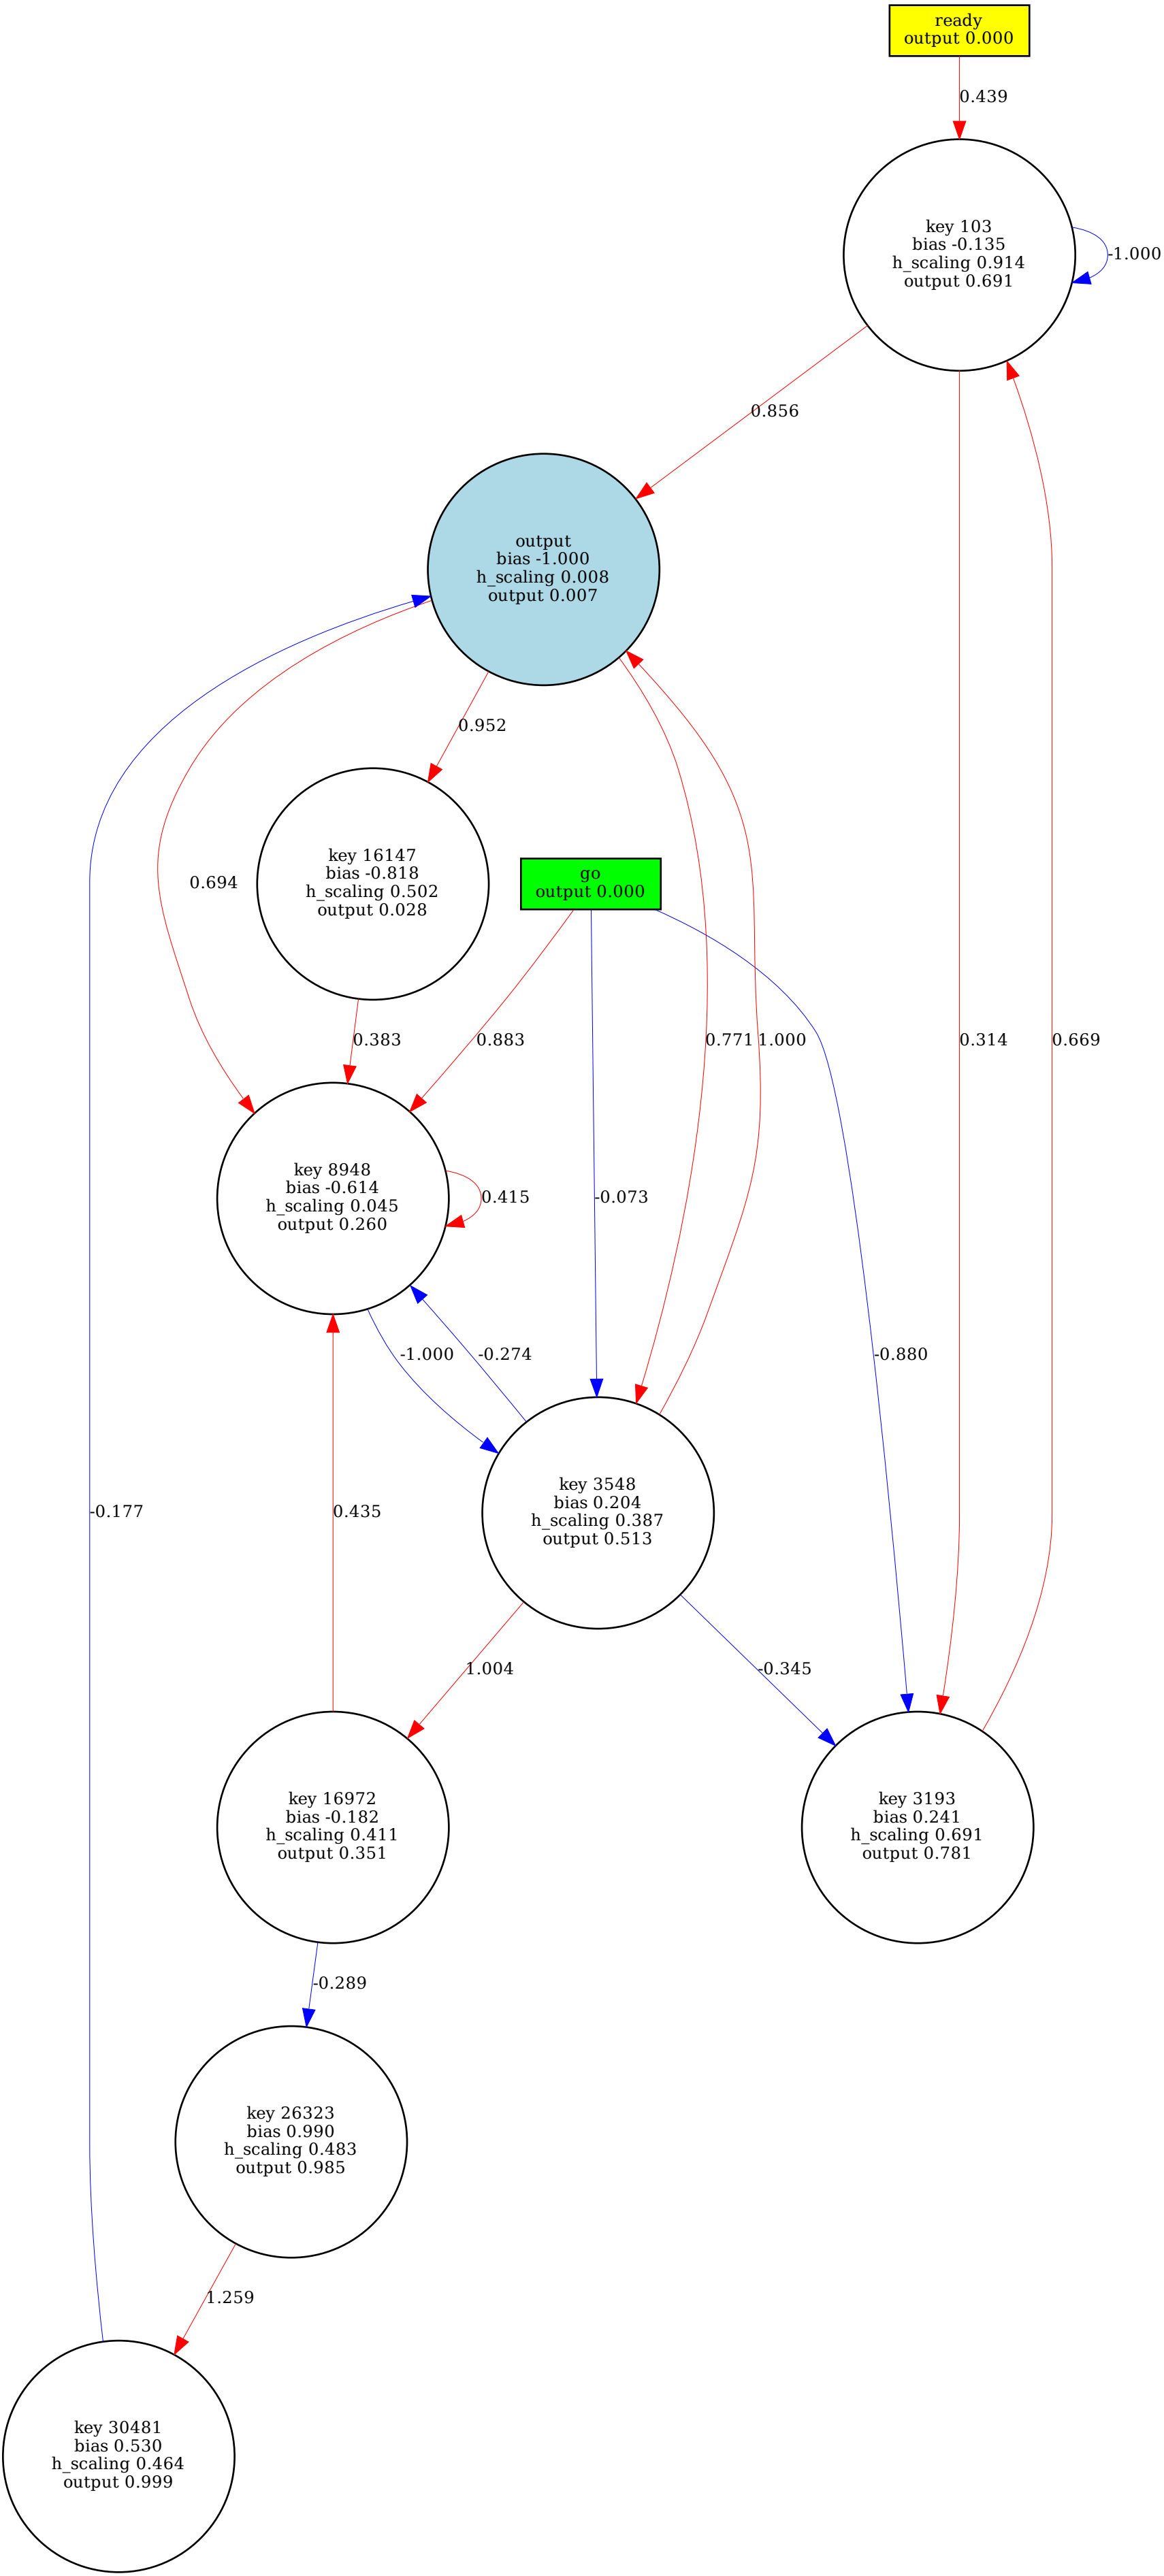 ready
output 0.000
0.439
key 103
bias -0.135
h_scaling 0.914
output 0.691
-1.000
0.856
output
bias -1.000
h_scaling 0.008
output 0.007
0.952
key 16147
bias -0.818
h_scaling 0.502
output 0.028
go
output 0.000
0.694
0.383
0.883
0.771
1.000
0.314
0.669
key 8948
bias -0.614
h_scaling 0.045
output 0.260
0.415
-0.073
-1.000
-0.274
-0.880
key 3548
bias 0.204
h_scaling 0.387
output 0.513
-0.177
0.435
1.004
-0.345
key 16972
bias -0.182
h_scaling 0.411
output 0.351
key 3193
bias 0.241
h_scaling 0.691
output 0.781
-0.289
key 26323
bias 0.990
h_scaling 0.483
output 0.985
1.259
key 30481
bias 0.530
h_scaling 0.464
output 0.999